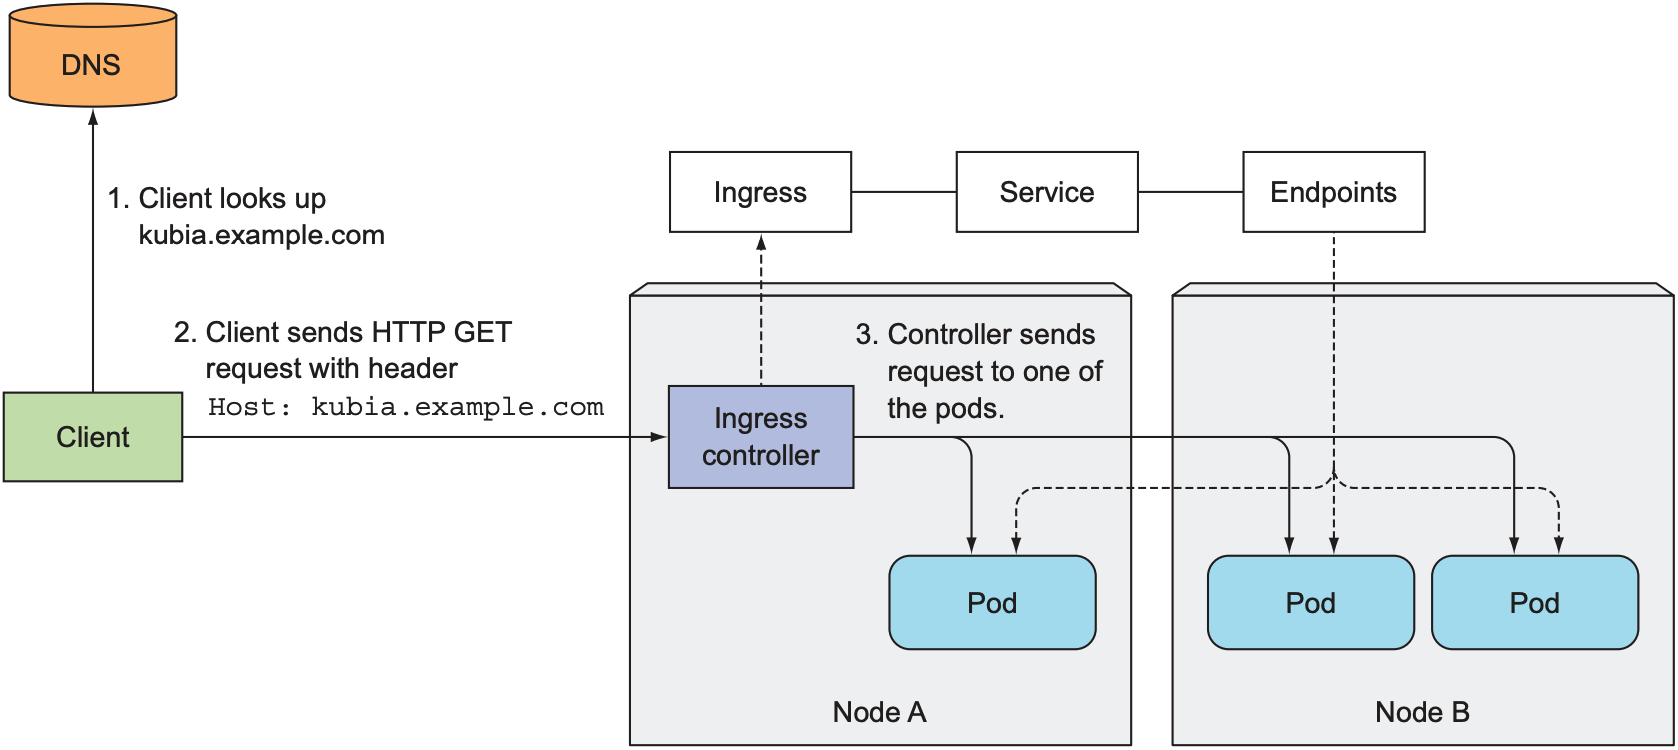 DNS
1. Client looks up
kubia.example.com
Ingress
Service
Endpoints
2. Client sends HTTP GET
request with header
Host: kubia.example.com
3. Controller sends
request to one of
the pods.
Client
Ingress
controller
Pod
Pod
Pod
Node A
Node B